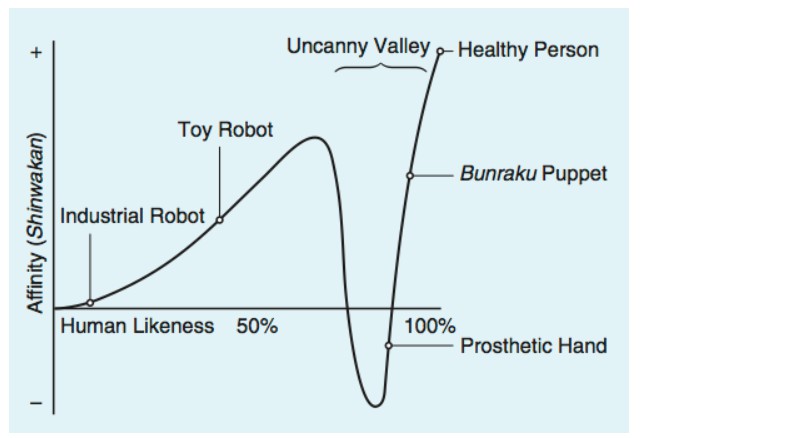 Uncanny Valley
Healthy Person
+
Toy Robot
Bunraku Puppet
Industrial Robot
Affinity (Shinwakan)
Human Likeness 50% 100%
Prosthetic Hand
–